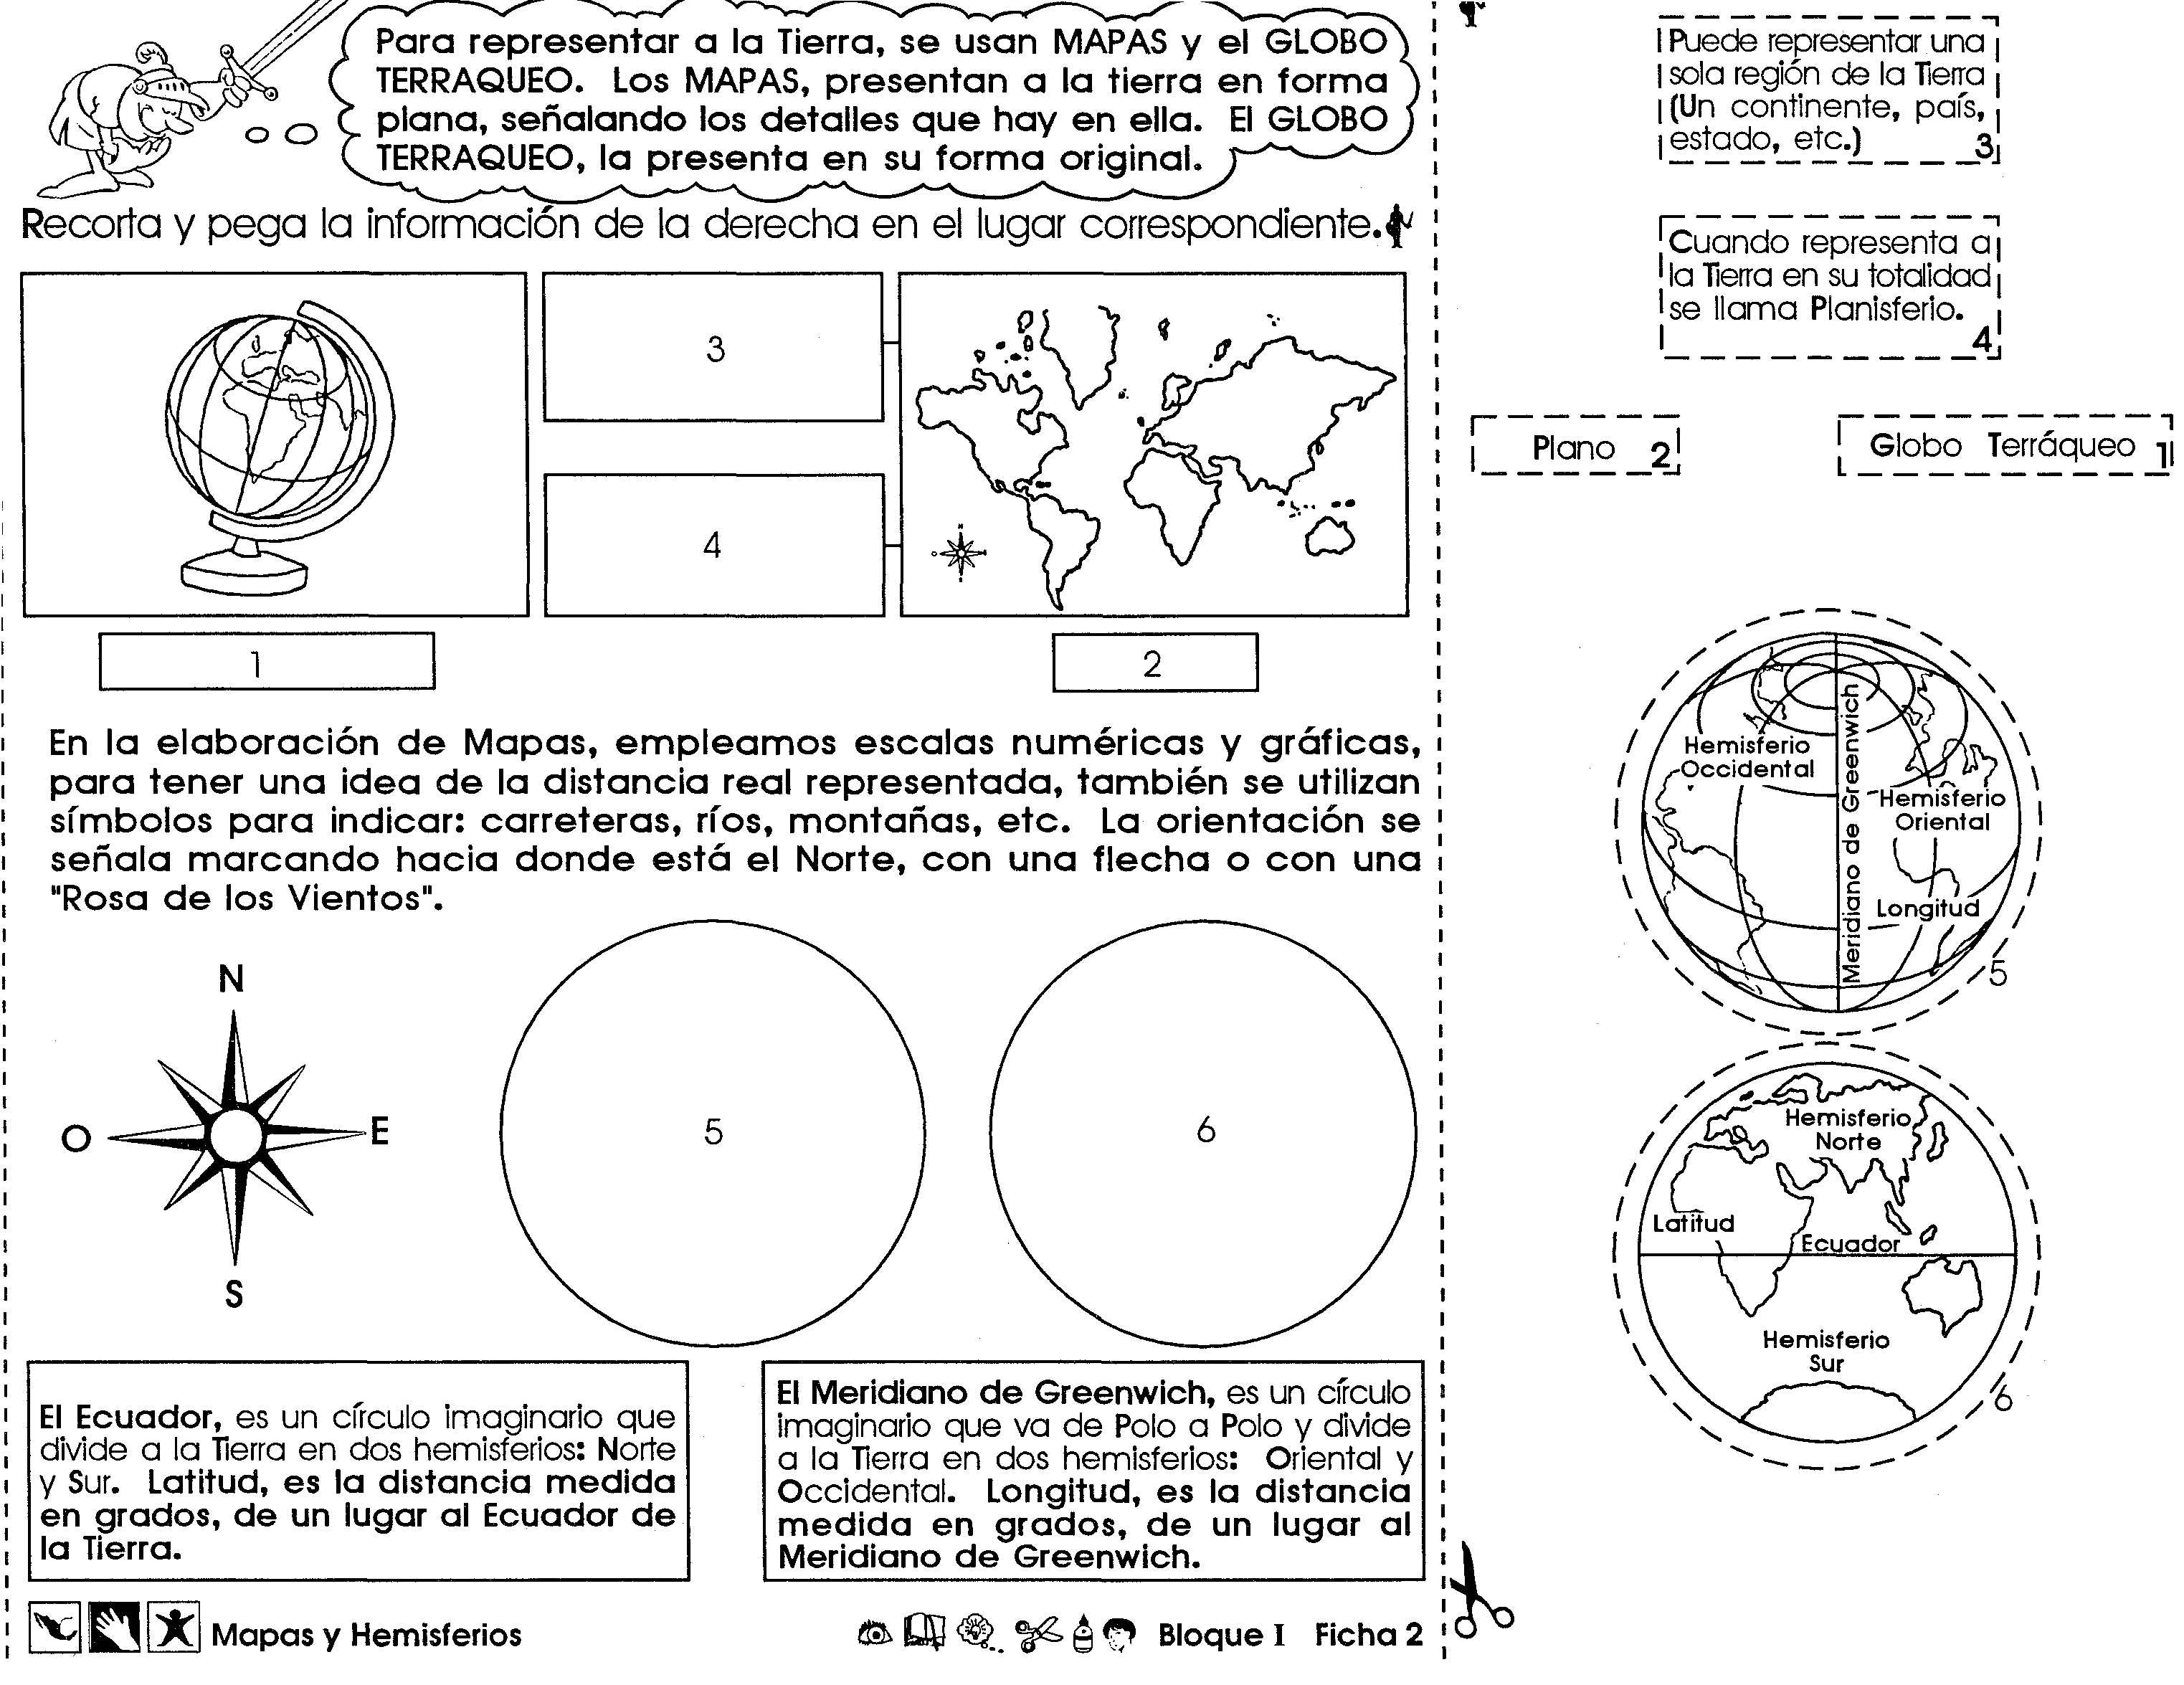 Para representar a la Tierra, se usan MAPAS y el GLOBO
TERRAQUEO.  Los MAPAS, presentan a la tierra en forma
plana, señalando los detalles que hay en ella.  El GLOBO
TERRAQUEO, la presenta en su forma original.
Recorta y pega la información de la derecha en el lugar correspondiente.
3
4
1
2
N
O
E
S
En la elaboración de Mapas, empleamos escalas numéricas y gráficas,
para tener una idea de la distancia real representada, también se utilizan
símbolos para indicar: carreteras, ríos, montañas, etc.  La orientación se
señala marcando hacia donde está el Norte, con una flecha o con una
"Rosa de los Vientos".
N
O
E
S
5
6
El Ecuador, es un círculo imaginario que
divide a la Tierra en dos hemisferios: Norte
y Sur.  Latitud, es la distancia medida
en grados, de un lugar al Ecuador de
la Tierra.
El Meridiano de Greenwich, es un círculo
imaginario que va de Polo a Polo y divide
a la Tierra en dos hemisferios:  Oriental y
Occidental.  Longitud, es la distancia
medida en grados, de un lugar al
Meridiano de Greenwich.
Mapas y Hemisferios
Bloque I   Ficha 2
Puede representar una
sola región de la Tierra
(Un continente, país,
estado, etc.)   3
Cuando representa a
la Tierra en su totalidad
se llama Planisferio.
4
Plano   2
Globo Terráqueo   1
Hemisferio
Occidental
Meridiano de Greenwich
Hemisferio
Oriental
Longitud
5
Hemisferio
Norte
Latitud
Ecuador
Hemisferio
Sur
6